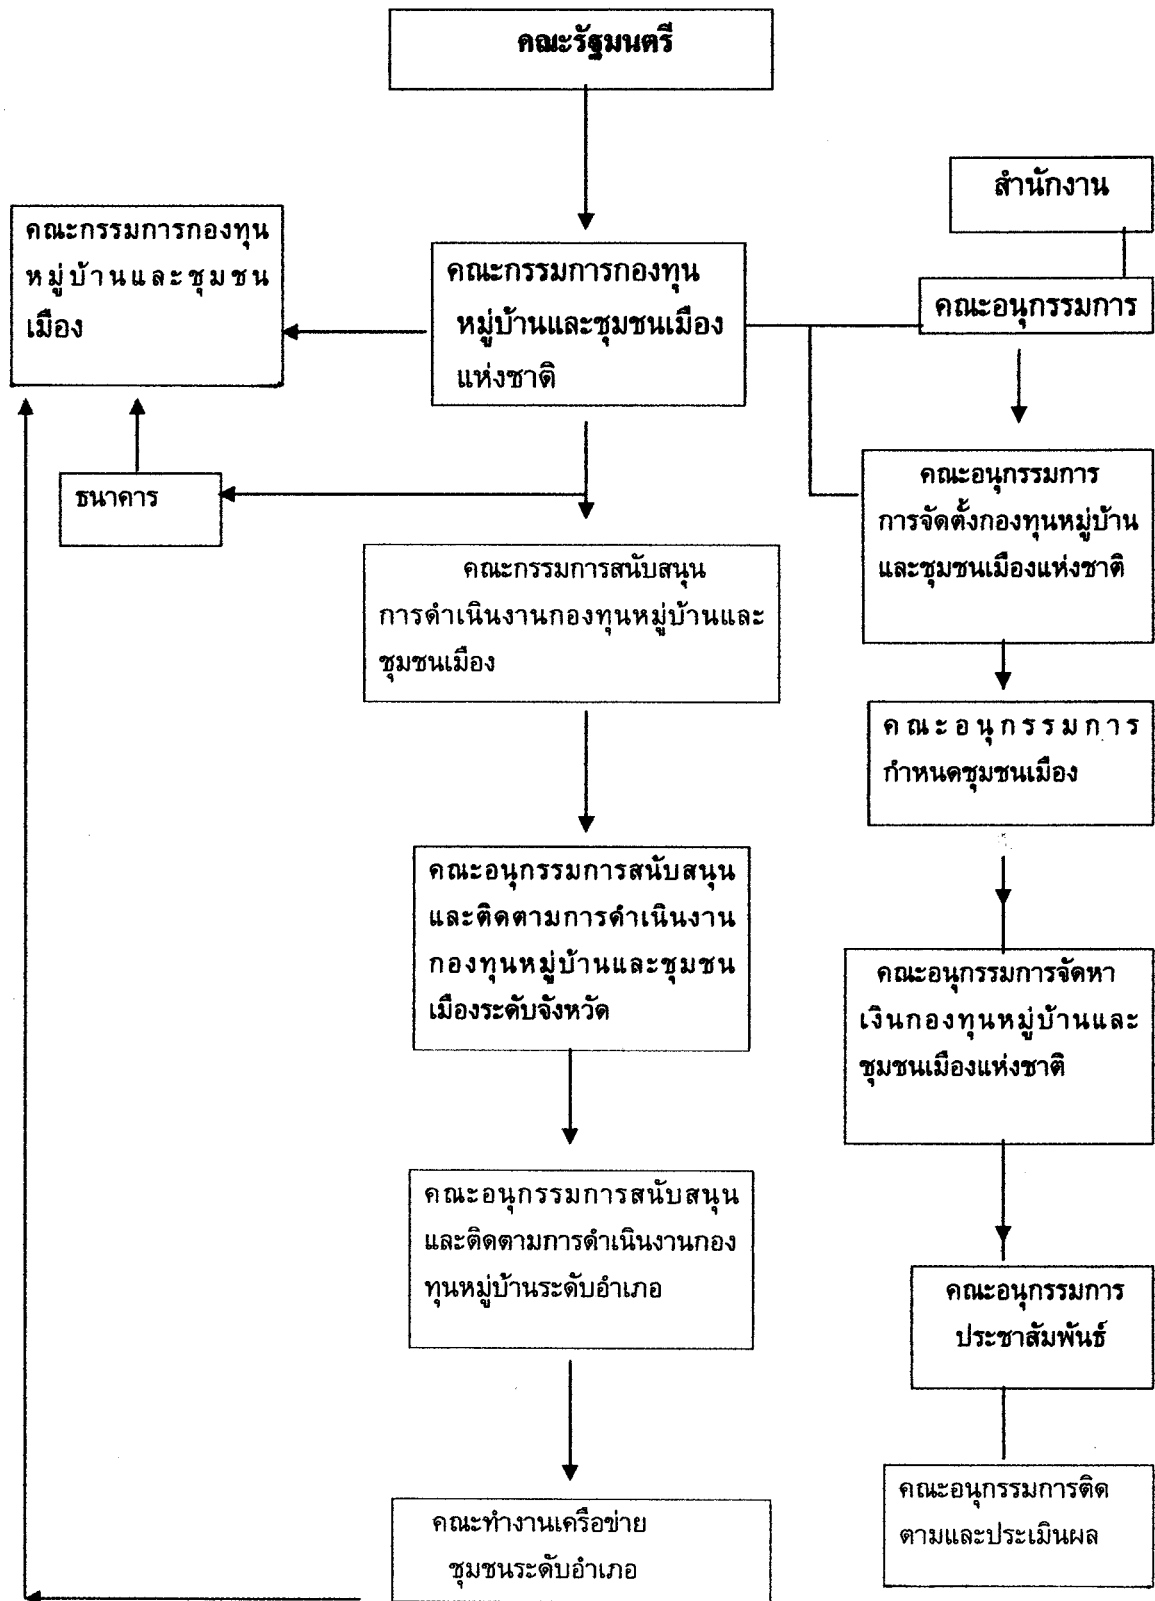 คณะรัฐมนตรี
สำนักงาน
คณะกรรมการกองทุน
หมู่บ้านและชุมชน
เมือง
คณะกรรมการกองทุน
หมู่บ้านและชุมชนเมือง
แห่งชาติ
คณะอนุกรรมการ
ธนาคาร
คณะอนุกรรมการ
การจัดตั้งกองทุนหมู่บ้าน
และชุมชนเมืองแห่งชาติ
คณะกรรมการสนับสนุน
การดำเนินงานกองทุนหมู่บ้านและ
ชุมชนเมือง
คณะอนุกรรมการ
กำหนดชุมชนเมือง
คณะอนุกรรมการสนับสนุน
และติดตามการดำเนินงาน
กองทุนหมู่บ้านและชุมชน
เมืองระดับจังหวัด
คณะอนุกรรมการจัดหา
เงินกองทุนหมู่บ้านและ
ชุมชนเมืองแห่งชาติ
คณะอนุกรรมการสนับสนุน
และติดตามการดำเนินงานกอง
ทุนหมู่บ้านระดับอำเภอ
คณะอนุกรรมการ
ประชาสัมพันธ์
คณะอนุกรรมการติด
ตามและประเมินผล
คณะทำงานเครือข่าย
ชุมชนระดับอำเภอ